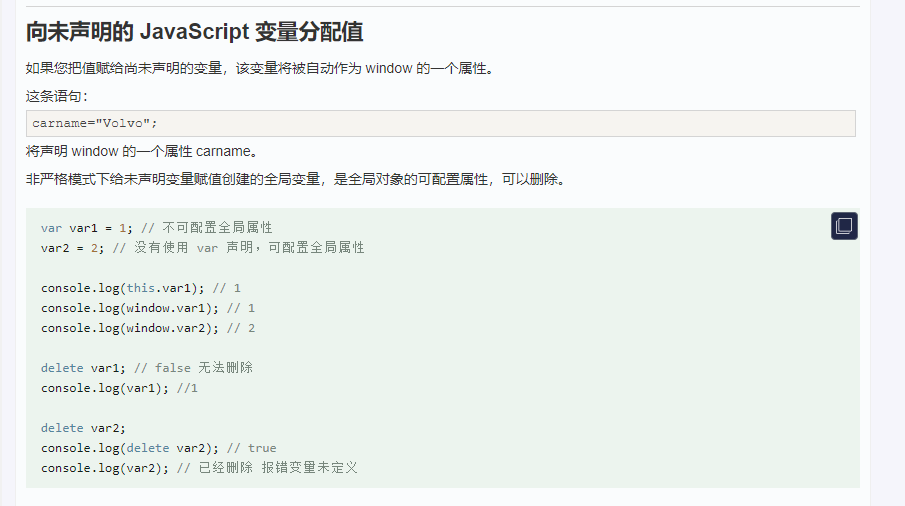 向未声明的 JavaScript 变量分配值
如果您把值赋给尚未声明的变量，该变量将被自动作为 window 的一个属性。
这条语句：
carname="Volvo";
将声明 window 的一个属性 carname。
非严格模式下给未声明变量赋值创建的全局变量，是全局对象的可配置属性，可以删除。
var var1 = 1; // 不可配置全局属性
var2 = 2; // 没有使用 var 声明，可配置全局属性
console.log(this.var1); // 1
console.log(window.var1); // 1
console.log(window.var2); // 2
delete var1; // false 无法删除
console.log(var1); //1
delete var2;
console.log(delete var2); // true
console.log(var2); // 已经删除 报错变量未定义